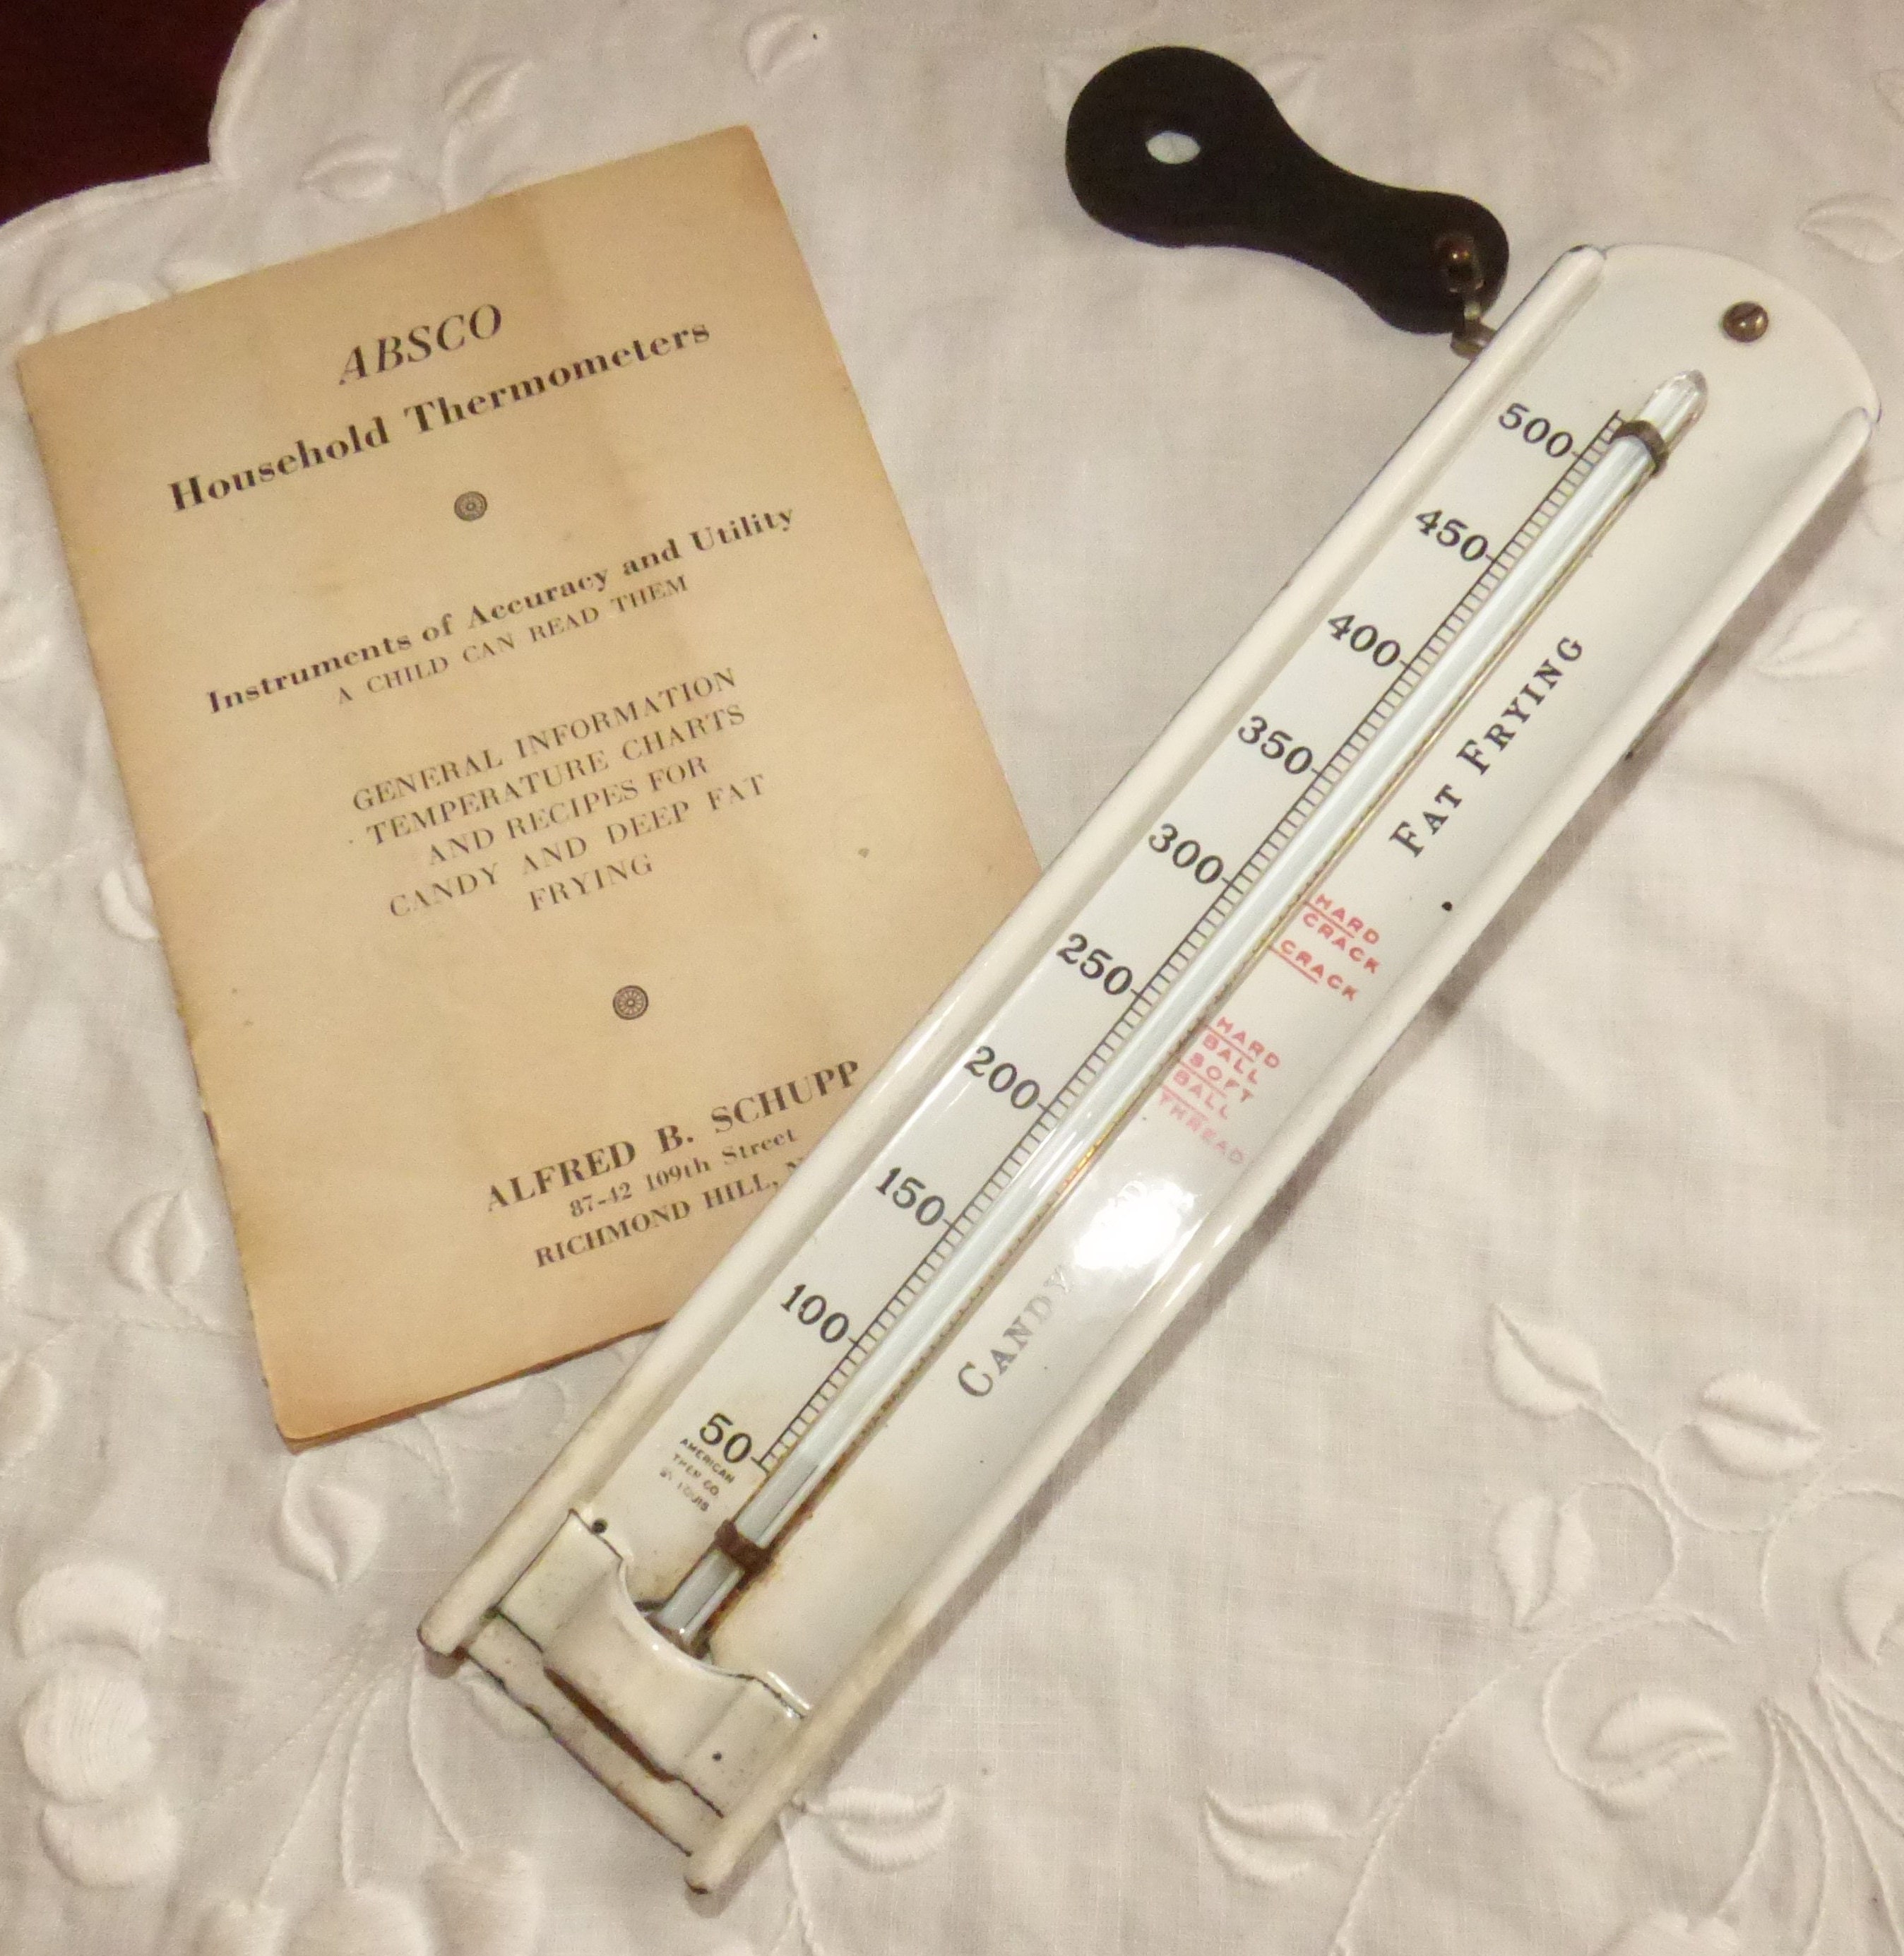 ABSCO
Household Thermometers
Instruments of Accuracy and Utility
A CHILD CAN READ THEM
GENERAL INFORMATION
TEMPERATURE CHARTS
AND RECIPES FOR
CANDY AND DEEP FAT
FRYING
ALFRED B. SCHUPP
87-42 109th Street
RICHMOND HILL,
500
450
400
350
300
250
200
150
100
50
AMERICAN
THER CO.
ST LOUIS
FAT FRYING
HARD
CRACK
CRACK
HARD
BALL
SOFT
BALL
THREAD
CANDY